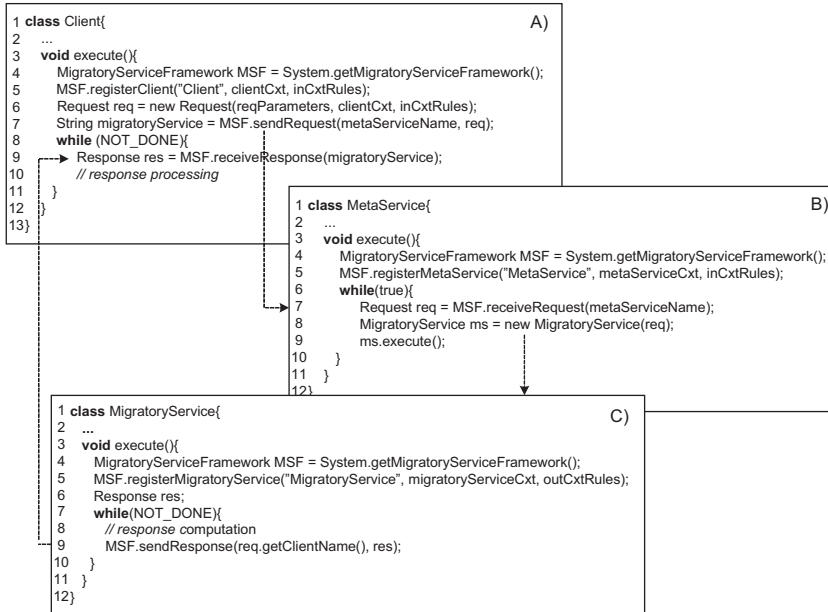 A)
1 class Client{
2 ...
3 void execute(){
4 MigratoryServiceFramework MSF = System.getMigratoryServiceFramework();
5 MSF.registerClient("Client", clientCxt, inCxtRules);
6 Request req = new Request(reqParameters, clientCxt, inCxtRules);
7 String migratoryService = MSF.sendRequest(metaServiceName, req);
8 while (NOT_DONE){
9 Response res = MSF.receiveResponse(migratoryService);
10 // response processing
11 }
12 }
13}
B)
1 class MetaService{
2 ...
3 void execute(){
4 MigratoryServiceFramework MSF = System.getMigratoryServiceFramework();
5 MSF.registerMetaService("MetaService", metaServiceCxt, inCxtRules);
6 while(true){
7 Request req = MSF.receiveRequest(metaServiceName);
8 MigratoryService ms = new MigratoryService(req);
9 ms.execute();
10 }
11 }
12}
C)
1 class MigratoryService{
2 ...
3 void execute(){
4 MigratoryServiceFramework MSF = System.getMigratoryServiceFramework();
5 MSF.registerMigratoryService("MigratoryService", migratoryServiceCxt, outCxtRules);
6 Response res;
7 while(NOT_DONE){
8 // response computation
9 MSF.sendResponse(req.getClientName(), res);
10 }
11 }
12}